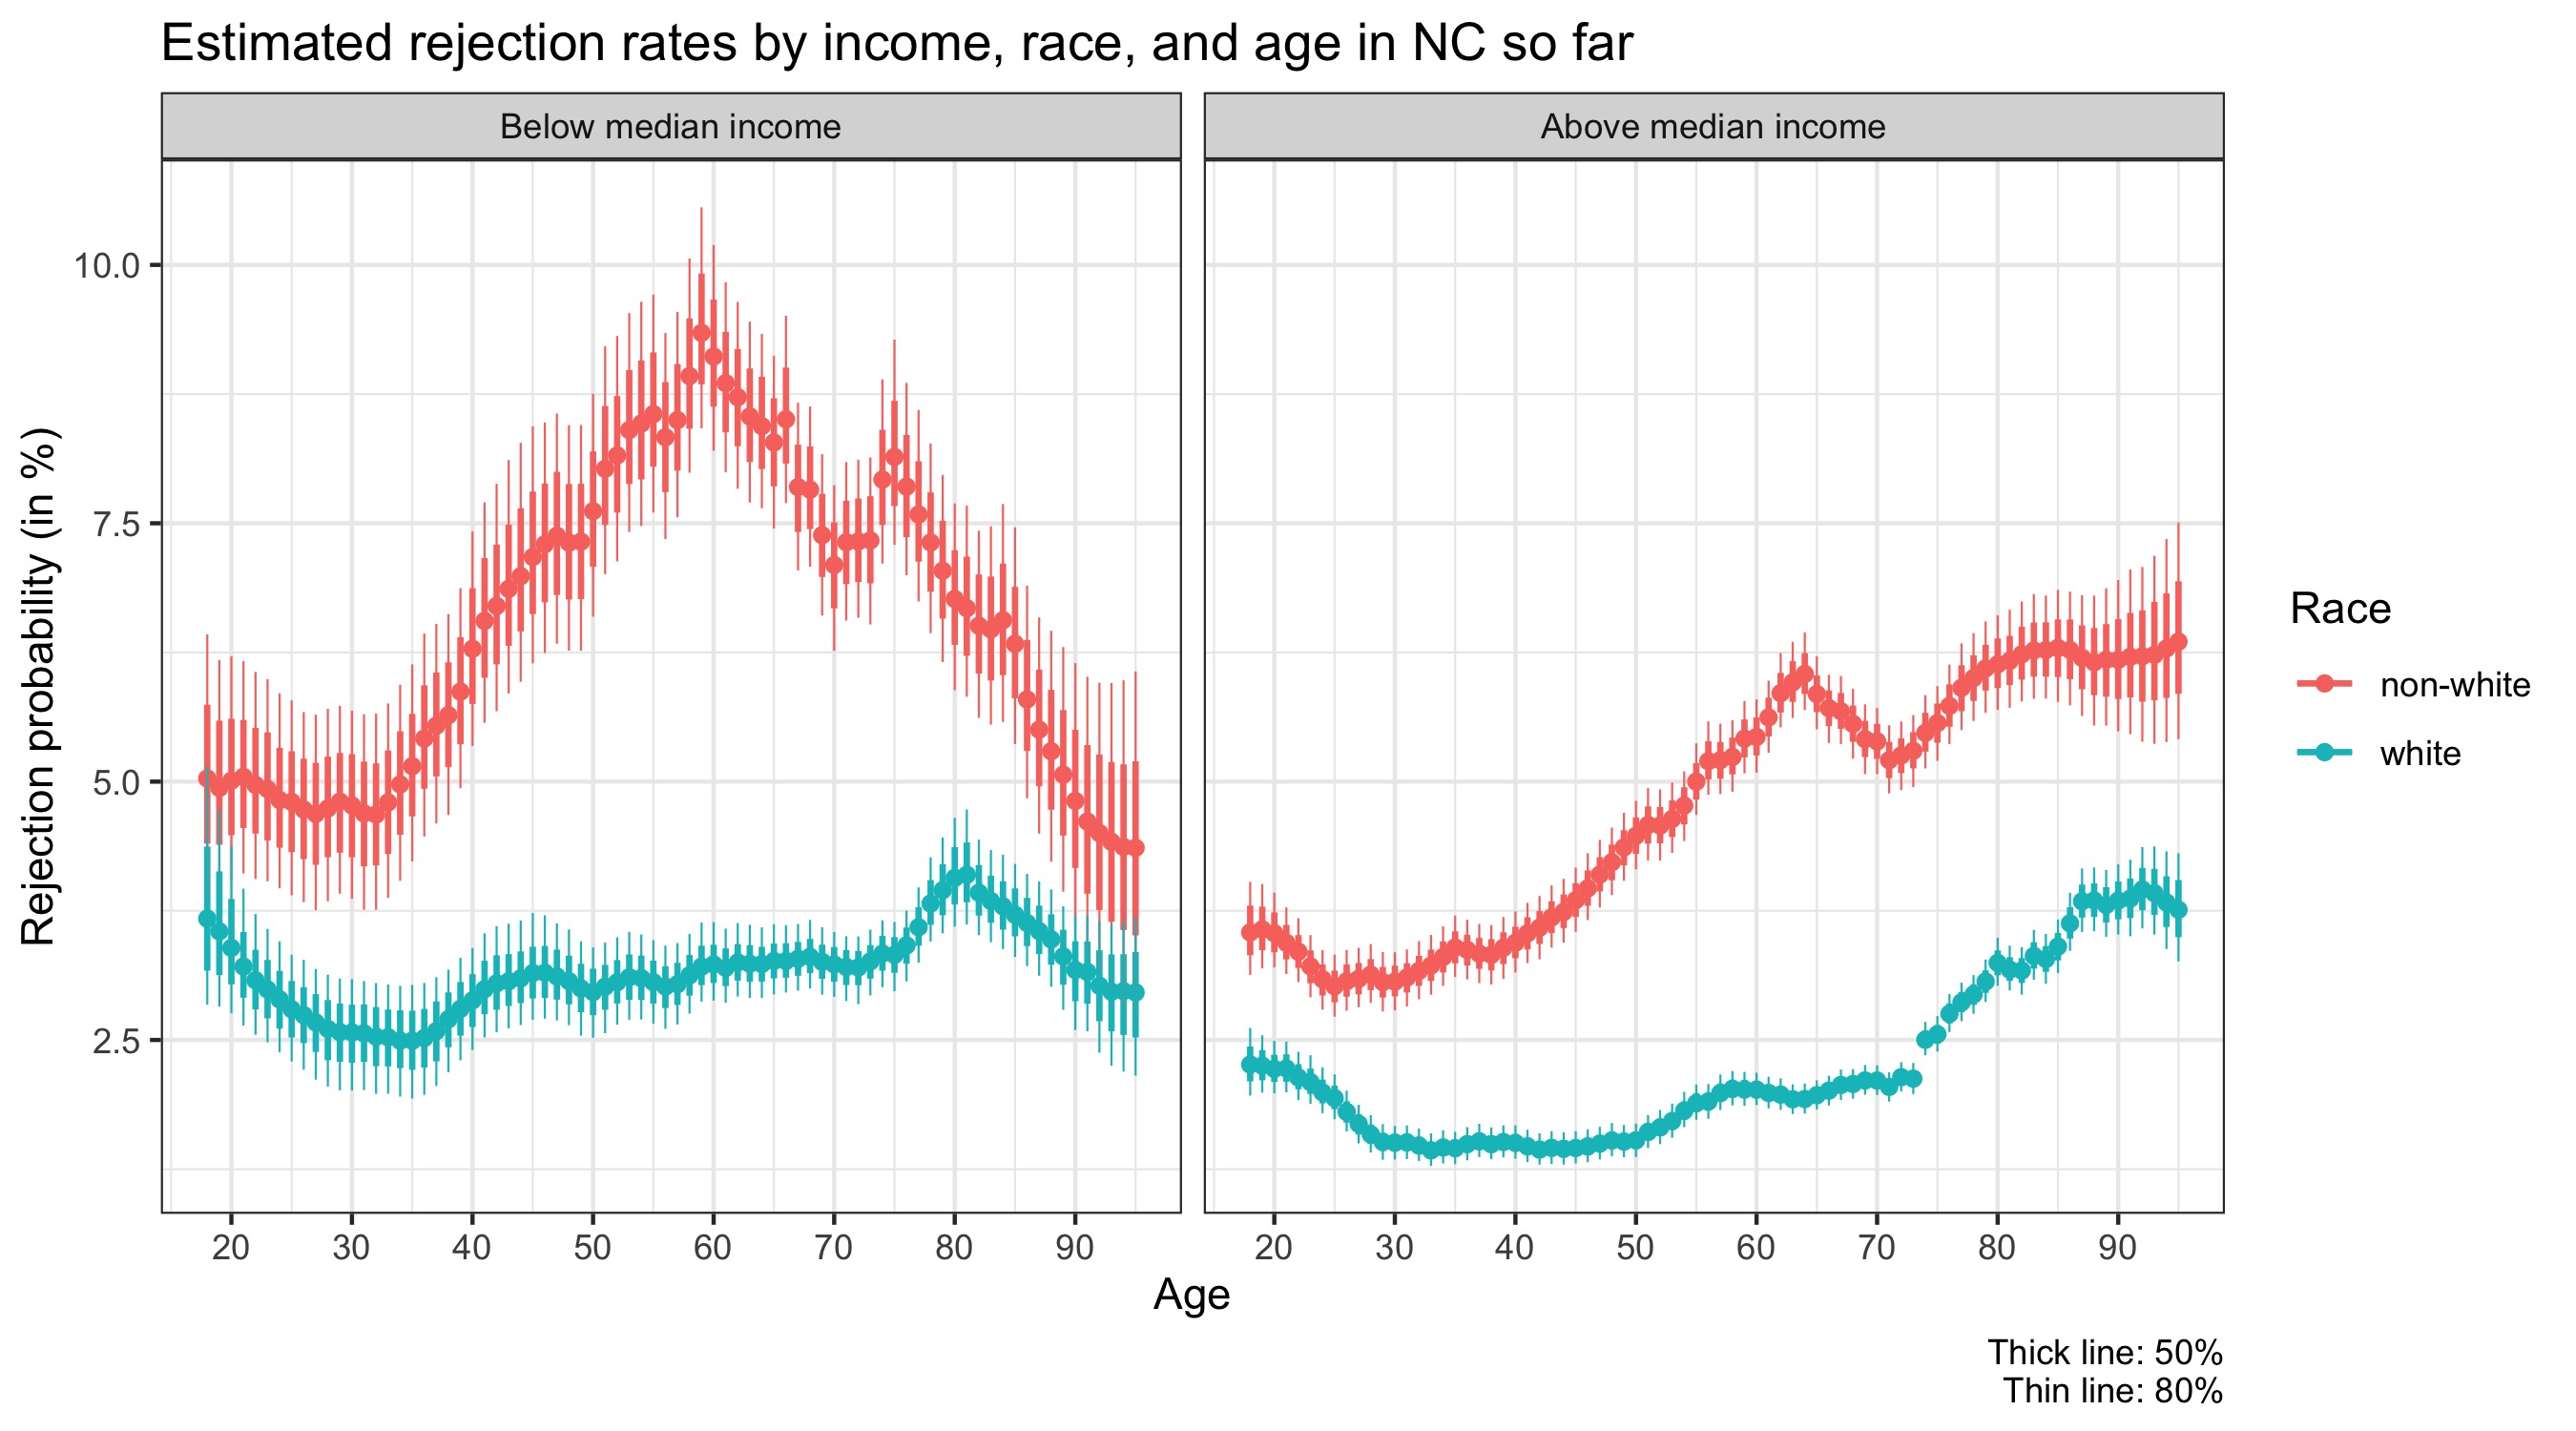 Estimated rejection rates by income, race, and age in NC so far
Below median income
Above median income
Rejection probability (in %)
10.0
7.5
5.0
2.5
20 30 40 50 60 70 80 90
20 30 40 50 60 70 80 90
Age
Race
non-white
white
Thick line: 50%
Thin line: 80%